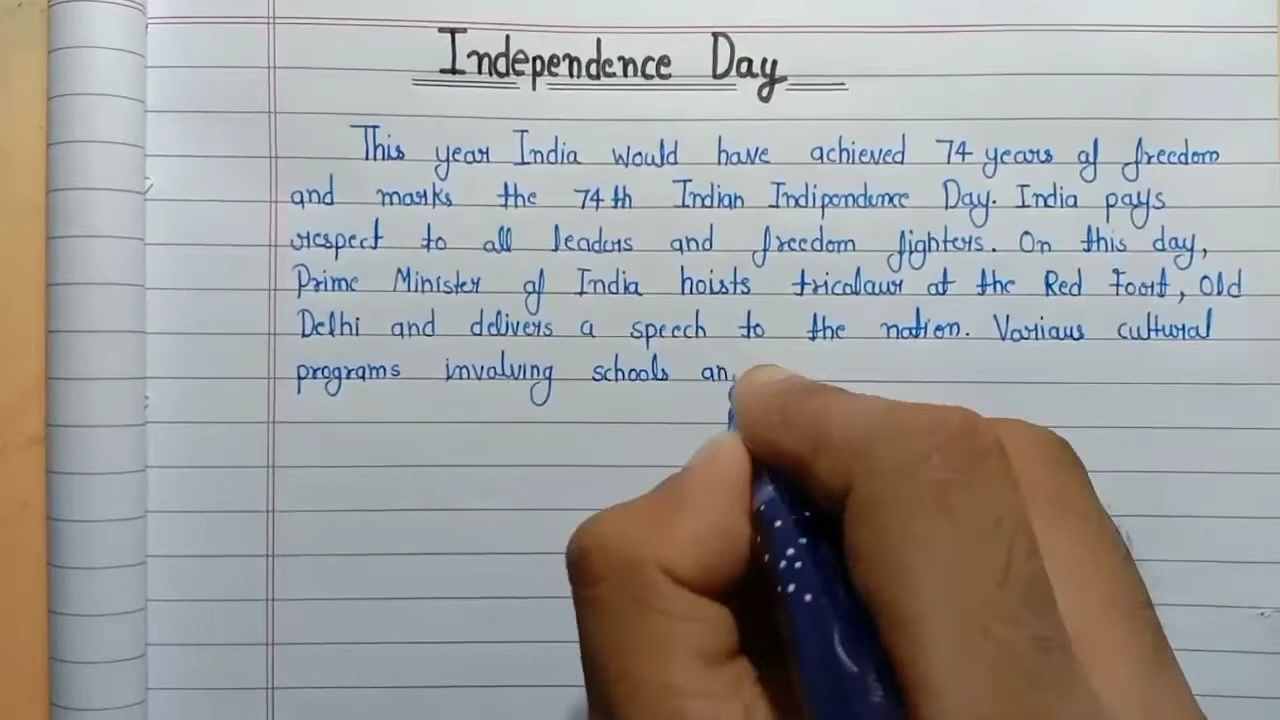 Independence Day
This year India would have achieved 74 years of freedom
and marks the 74th Indian Indipendence Day. India pays
respect to all leaders and freedom fighters. On this day,
Prime Minister of India hoists tricolour at the Red Foort, Old
Delhi and delivers a speech to the nation. Various cultural
programs involving schools an